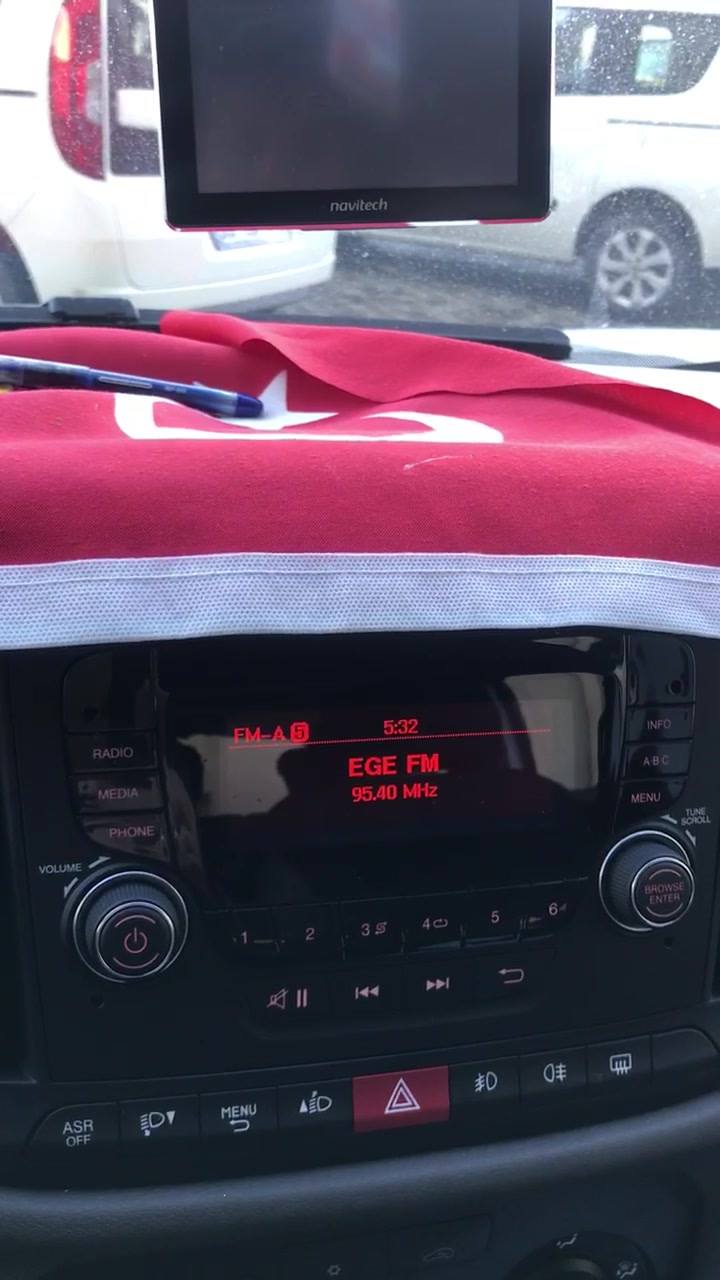 navitech
FM-A 5
5:32
EGE FM
95.40 MHz
RADIO
MEDIA
PHONE
VOLUME
INFO
A·B·C
MENU
TUNE
SCROLL
BROWSE
ENTER
1
2
3
4
5
6
ASR
OFF
MENU